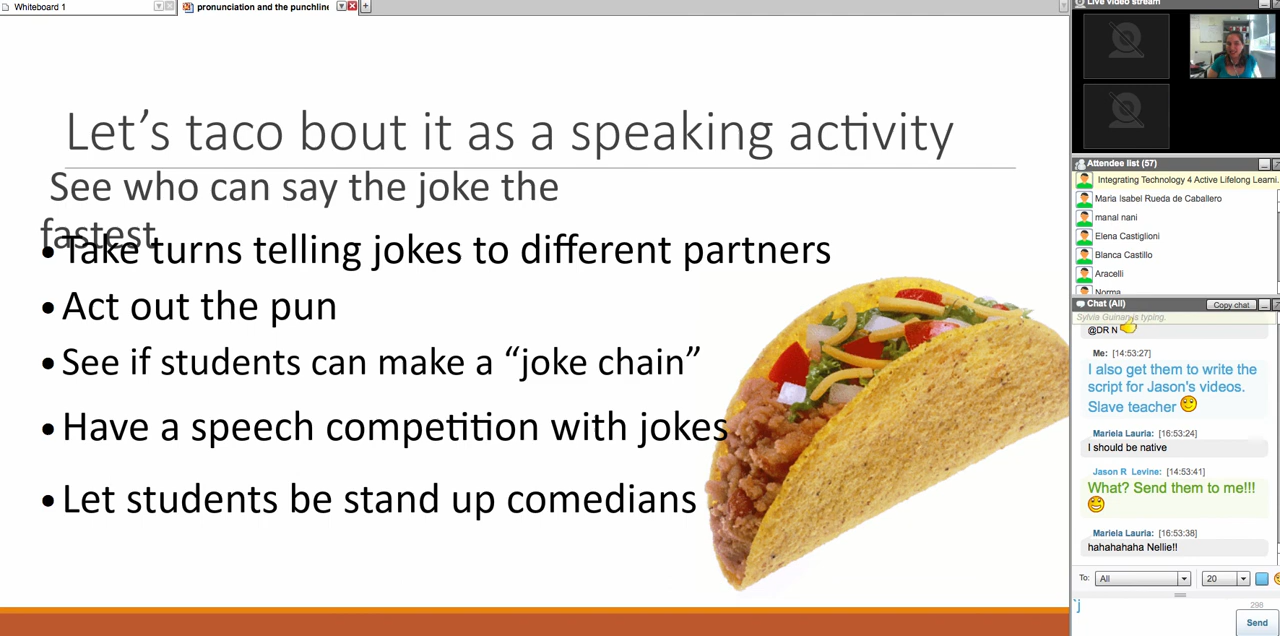 Whiteboard 1
pronunciation and the punchline
Let's taco bout it as a speaking activity
See who can say the joke the
fastest
• Take turns telling jokes to different partners
• Act out the pun
• See if students can make a “joke chain”
• Have a speech competition with jokes
• Let students be stand up comedians
Live video stream
Attendee list (57)
Integrating Technology 4 Active Lifelong Learni.
Maria Isabel Rueda de Caballero
manal nani
Elena Castiglioni
Blanca Castillo
Aracelli
Norma
Chat (All)
Copy chat
Sylvia Guinan is typing.
@DR N
Me: [14:53:27]
I also get them to write the
script for Jason's videos.
Slave teacher
Mariela Lauria: [16:53:24]
I should be native
Jason R Levine: [14:53:41]
What? Send them to me!!!
Mariela Lauria: [16:53:38]
hahahahaha Nellie!!
To: All 20
298
Send